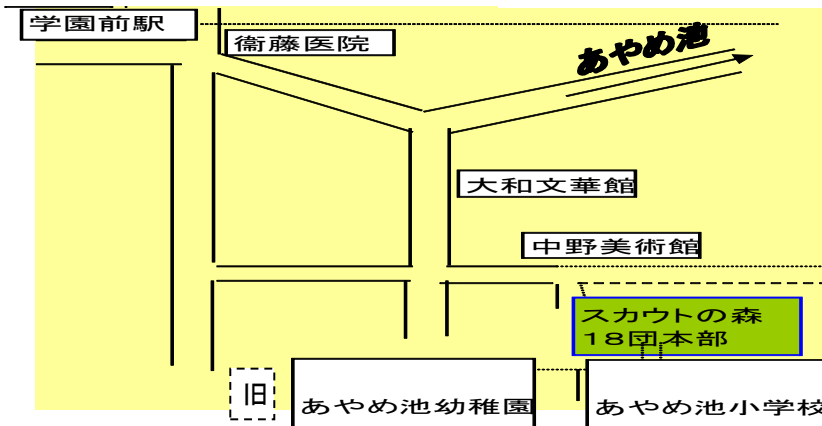 学園前駅
衞藤医院
あやめ池
大和文華館
中野美術館
スカウトの森
18団本部
旧
あやめ池幼稚園
あやめ池小学校